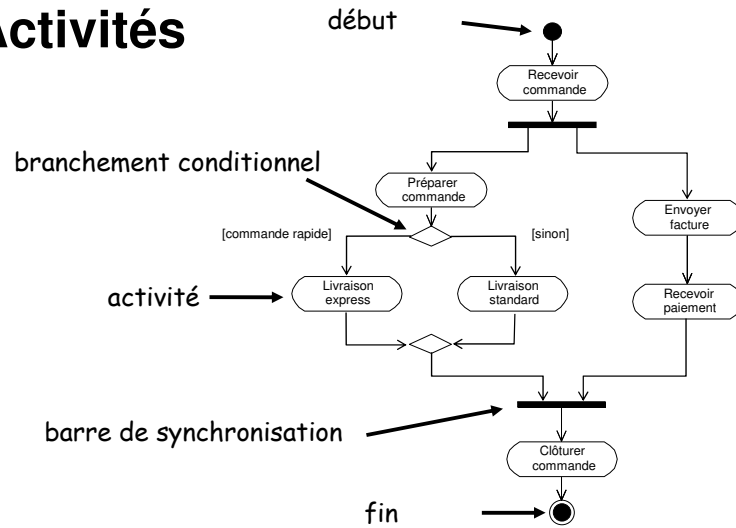 Activités
début
Recevoir
commande
branchement conditionnel
Préparer
commande
Envoyer
facture
[commande rapide]
[sinon]
activité
Livraison
express
Livraison
standard
Recevoir
paiement
barre de synchronisation
Clôturer
commande
fin